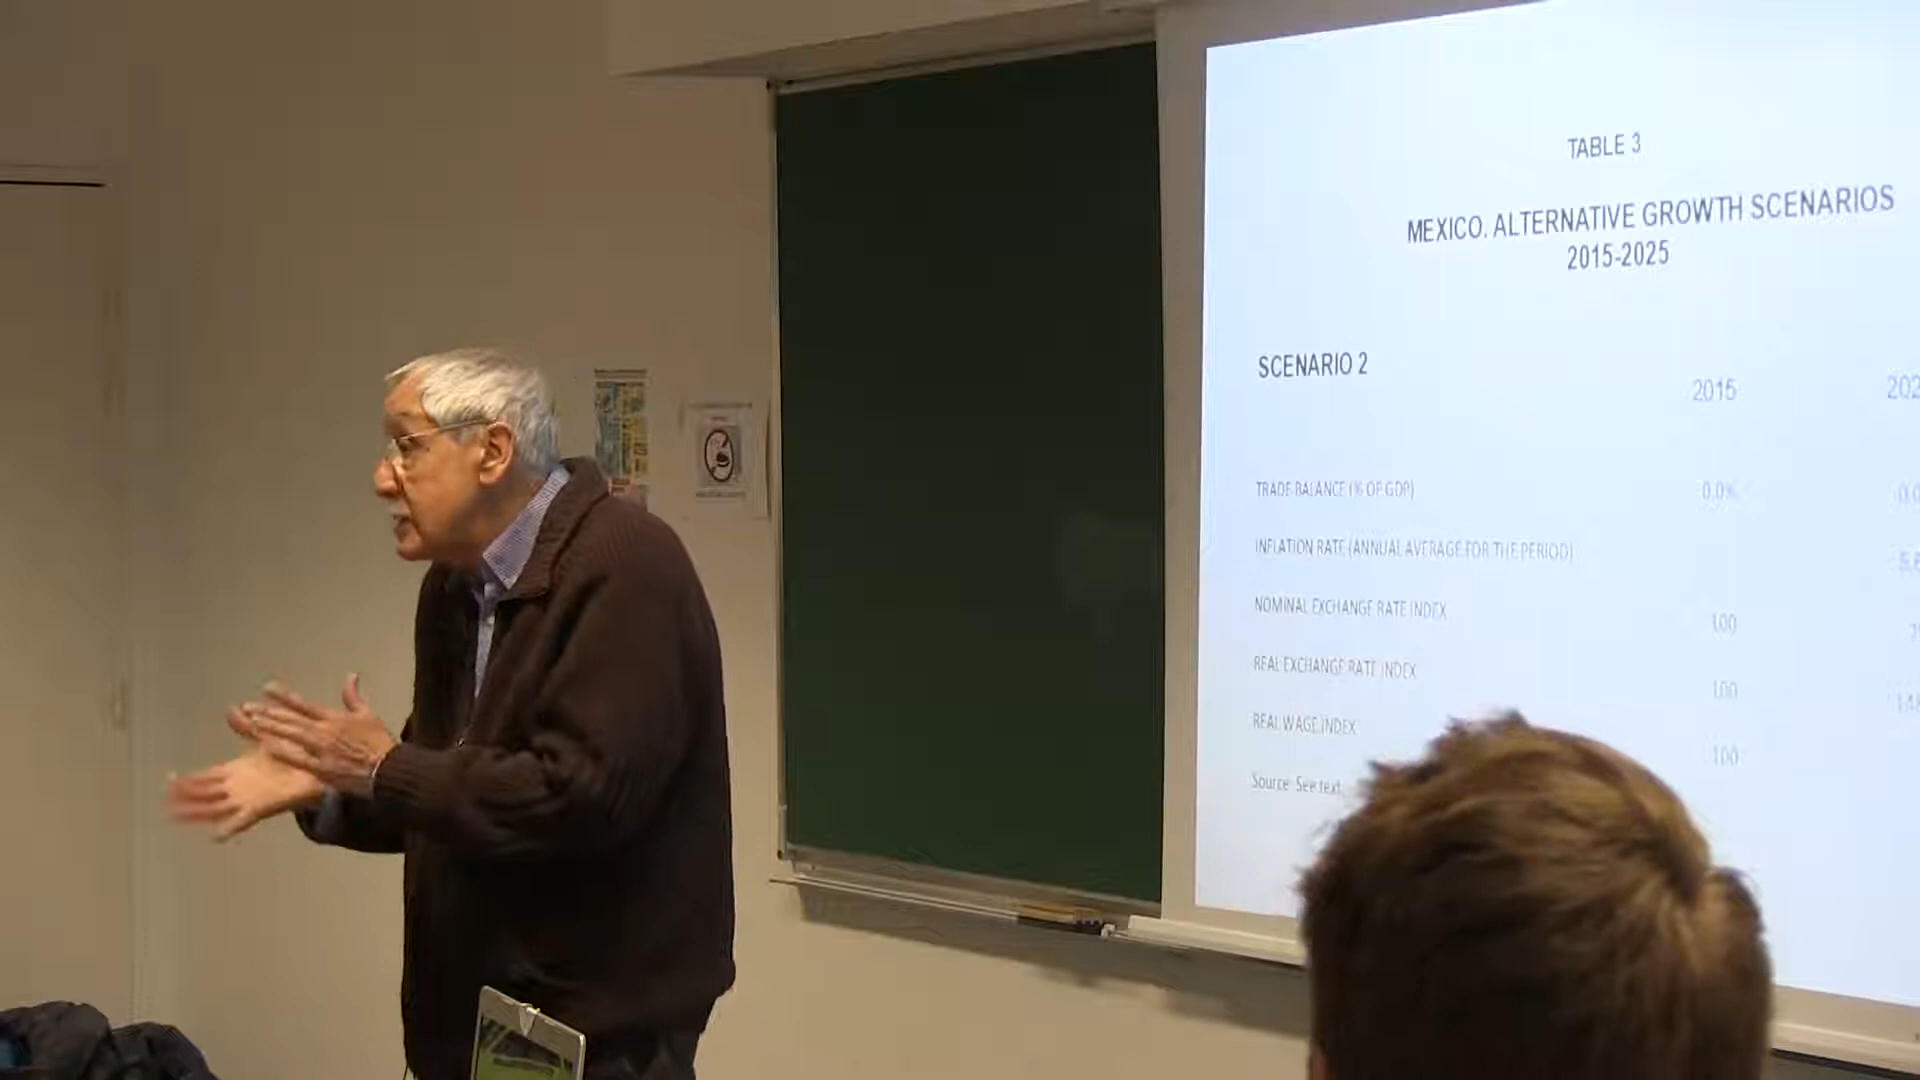 TABLE 3
MEXICO. ALTERNATIVE GROWTH SCENARIOS
2015-2025
SCENARIO 2
2015
TRADE BALANCE (% OF GDP) 0.0%
INFLATION RATE (ANNUAL AVERAGE FOR THE PERIOD)
NOMINAL EXCHANGE RATE INDEX 100
REAL EXCHANGE RATE INDEX 100
REAL WAGE INDEX 100
Source: See text.